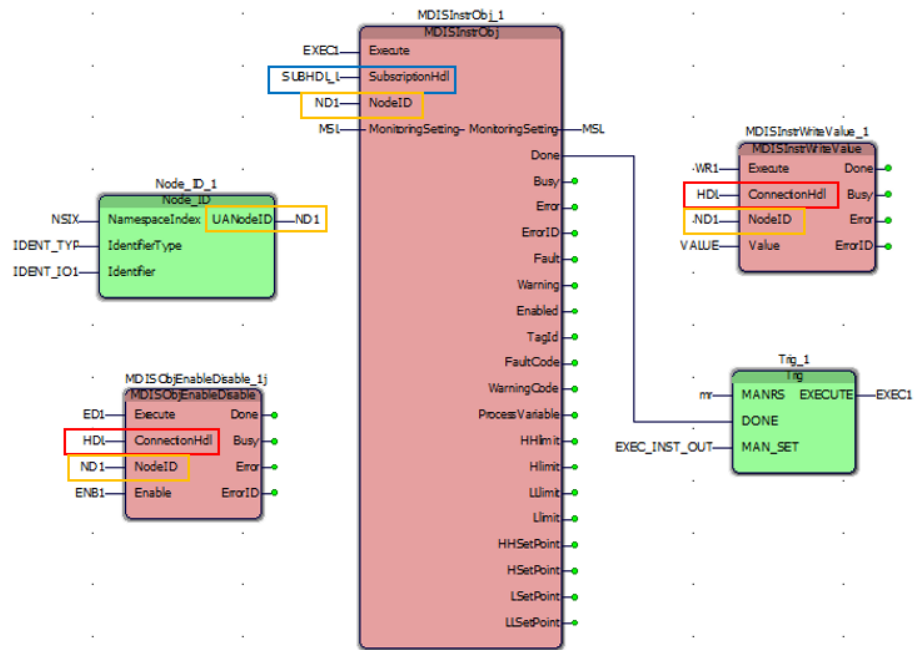 MDISInstrObj_1
MDISInstrObj
EXEC1 Execute
SUBHDL_1 SubscriptionHdl
ND1 NodeID
MSL MonitoringSetting MonitoringSetting MSL
Done
Busy
Error
ErrorID
Fault
Warning
Enabled
TagId
FaultCode
WarningCode
ProcessVariable
HHlimit
Hlimit
LLlimit
Llimit
HHSetPoint
HSetPoint
LSetPoint
LLSetPoint
Node_ID_1
Node_ID
NSIX NamespaceIndex UANodeID ND1
IDENT_TYP IdentifierType
IDENT_IO1 Identifier
MDISObjEnableDisable_1j
MDISObjEnableDisable
ED1 Execute Done
HDL ConnectionHdl Busy
ND1 NodeID Error
ENB1 Enable ErrorID
MDISInstrWriteValue_1
MDISInstrWriteValue
WR1 Execute Done
HDL ConnectionHdl Busy
ND1 NodeID Error
VALUE Value ErrorID
Trig_1
Trig
mr MANRS EXECUTE EXEC1
DONE
EXEC_INST_OUT MAN_SET